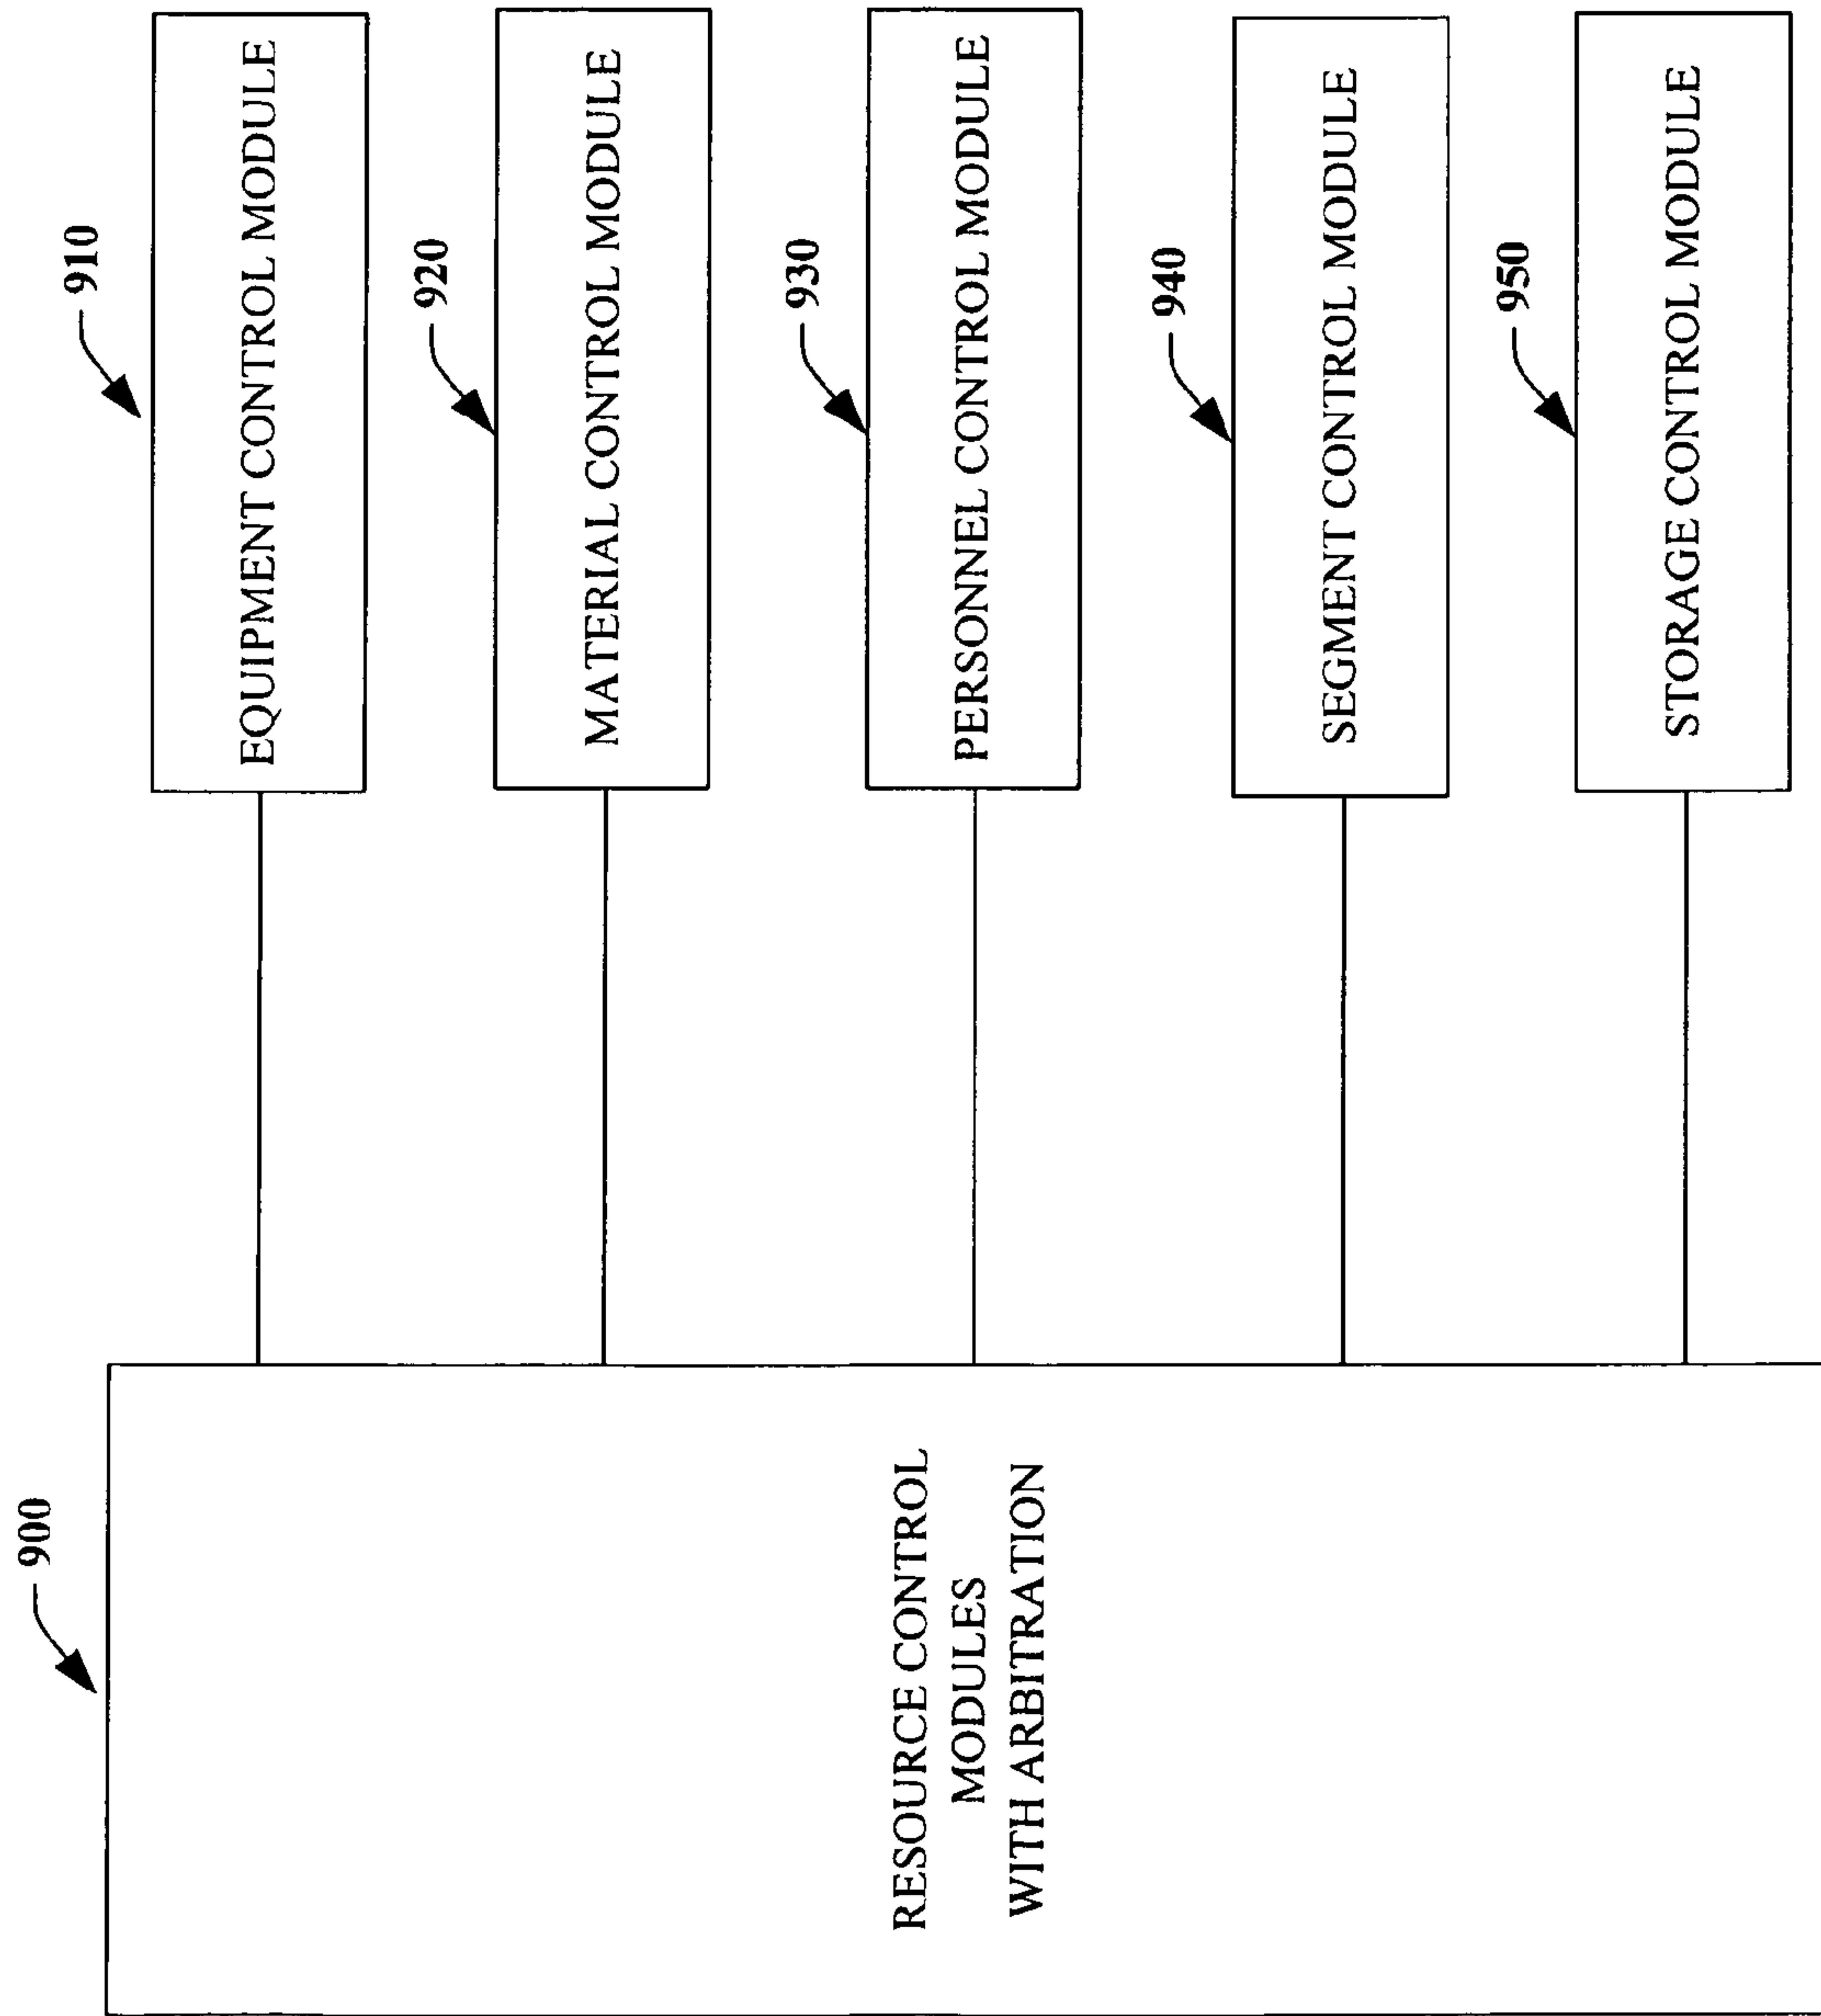 900
RESOURCE CONTROL
MODULES
WITH ARBITRATION
910
EQUIPMENT CONTROL MODULE
920
MATERIAL CONTROL MODULE
930
PERSONNEL CONTROL MODULE
940
SEGMENT CONTROL MODULE
950
STORAGE CONTROL MODULE